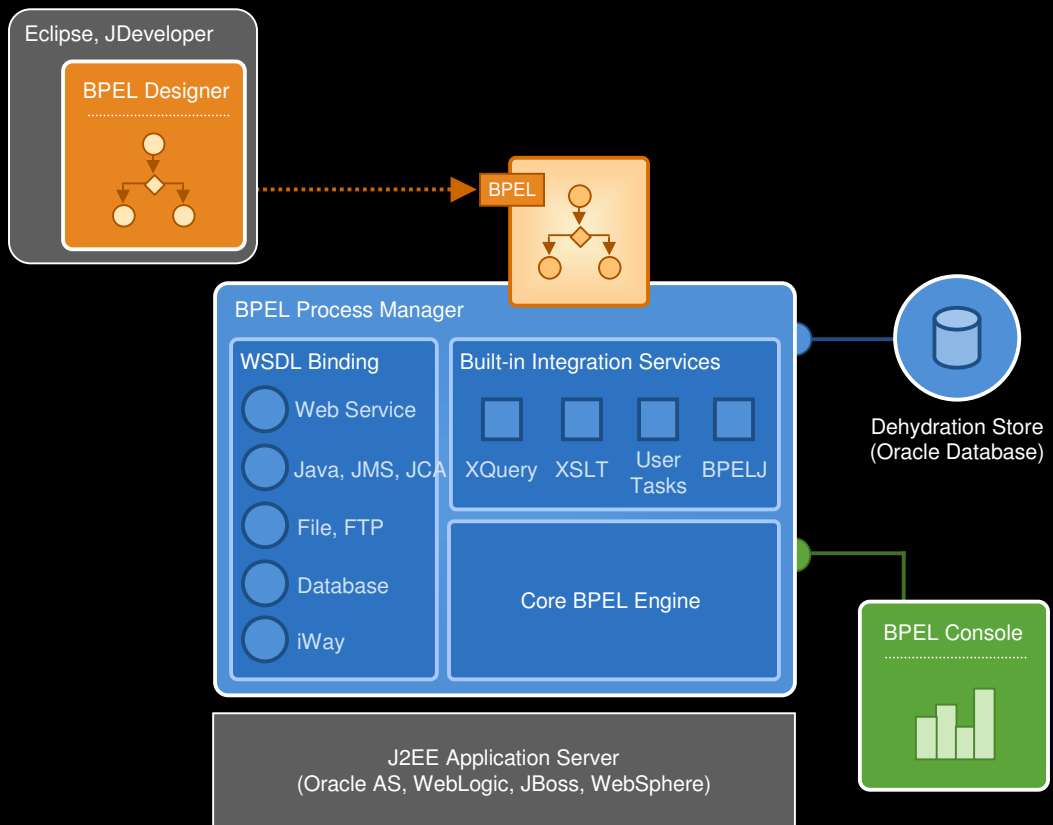 Eclipse, JDeveloper
BPEL Designer
BPEL
BPEL Process Manager
WSDL Binding
Web Service
Java, JMS, JCA
File, FTP
Database
iWay
Built-in Integration Services
XQuery
XSLT
User
Tasks
BPELJ
Core BPEL Engine
Dehydration Store
(Oracle Database)
BPEL Console
J2EE Application Server
(Oracle AS, WebLogic, JBoss, WebSphere)